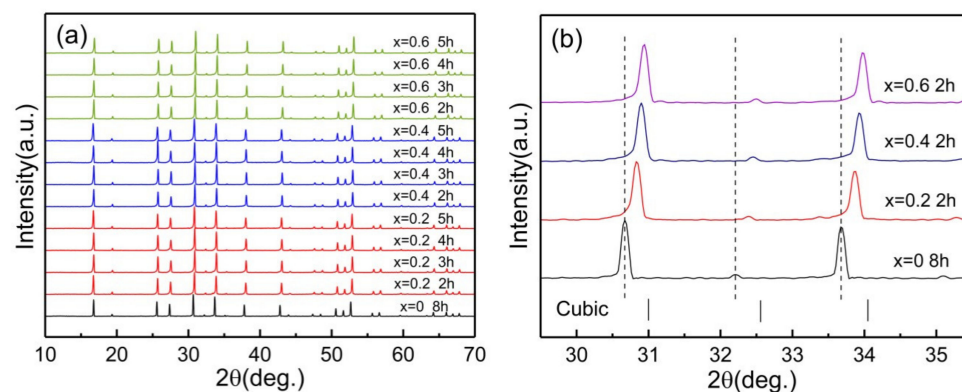 (a)
Intensity(a.u.)
x=0.6 5h
x=0.6 4h
x=0.6 3h
x=0.6 2h
x=0.4 5h
x=0.4 4h
x=0.4 3h
x=0.4 2h
x=0.2 5h
x=0.2 4h
x=0.2 3h
x=0.2 2h
x=0 8h
10 20 30 40 50 60 70
2θ(deg.)
(b)
Intensity(a.u.)
x=0.6 2h
x=0.4 2h
x=0.2 2h
x=0 8h
Cubic
30 31 32 33 34 35
2θ(deg.)